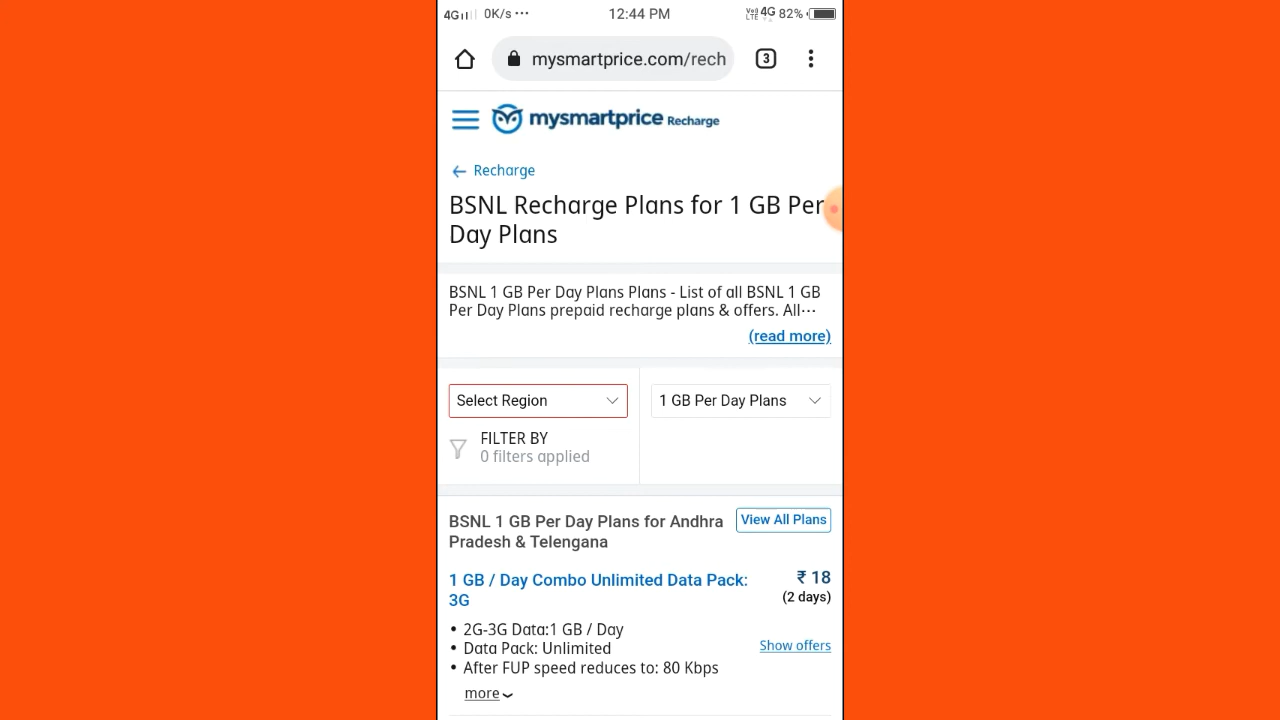 4G 0K/s ··· 12:44 PM Vo) LTE 4G 82%
mysmartprice.com/rech 3
mysmartprice Recharge
← Recharge
BSNL Recharge Plans for 1 GB Per
Day Plans
BSNL 1 GB Per Day Plans Plans - List of all BSNL 1 GB
Per Day Plans prepaid recharge plans & offers. All···
(read more)
Select Region 1 GB Per Day Plans
FILTER BY
0 filters applied
BSNL 1 GB Per Day Plans for Andhra
Pradesh & Telengana
View All Plans
1 GB / Day Combo Unlimited Data Pack:
3G
₹ 18
(2 days)
• 2G-3G Data:1 GB / Day
• Data Pack: Unlimited
• After FUP speed reduces to: 80 Kbps
Show offers
more